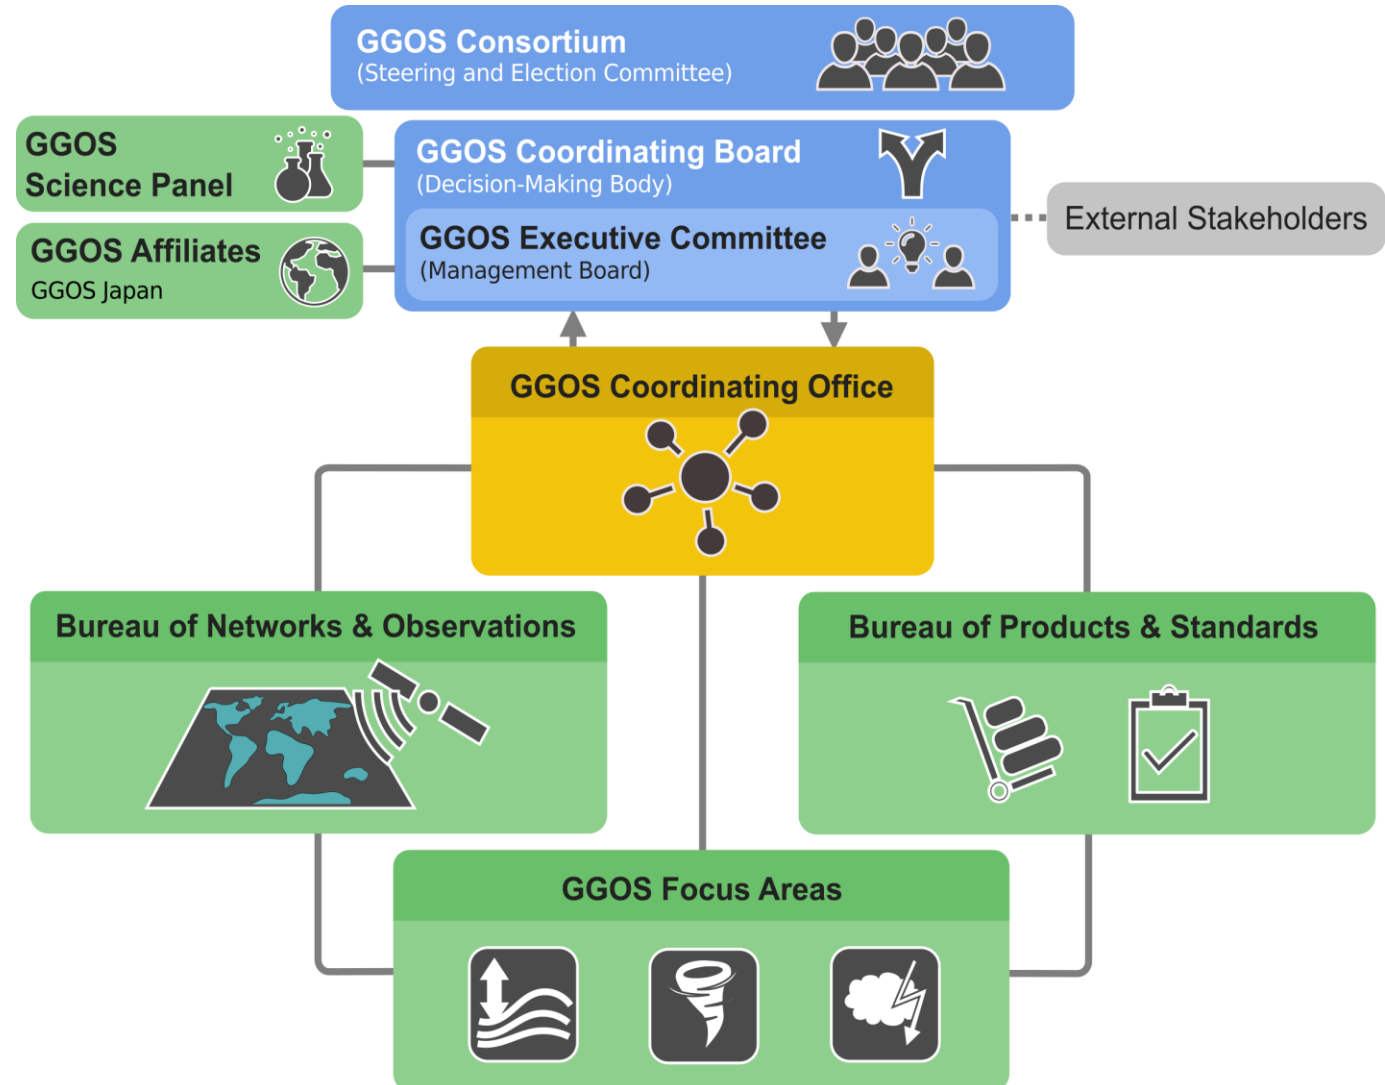 GGOS Consortium
(Steering and Election Committee)
GGOS
Science Panel
GGOS Coordinating Board
(Decision-Making Body)
External Stakeholders
GGOS Affiliates
GGOS Japan
GGOS Executive Committee
(Management Board)
GGOS Coordinating Office
Bureau of Networks & Observations
Bureau of Products & Standards
GGOS Focus Areas